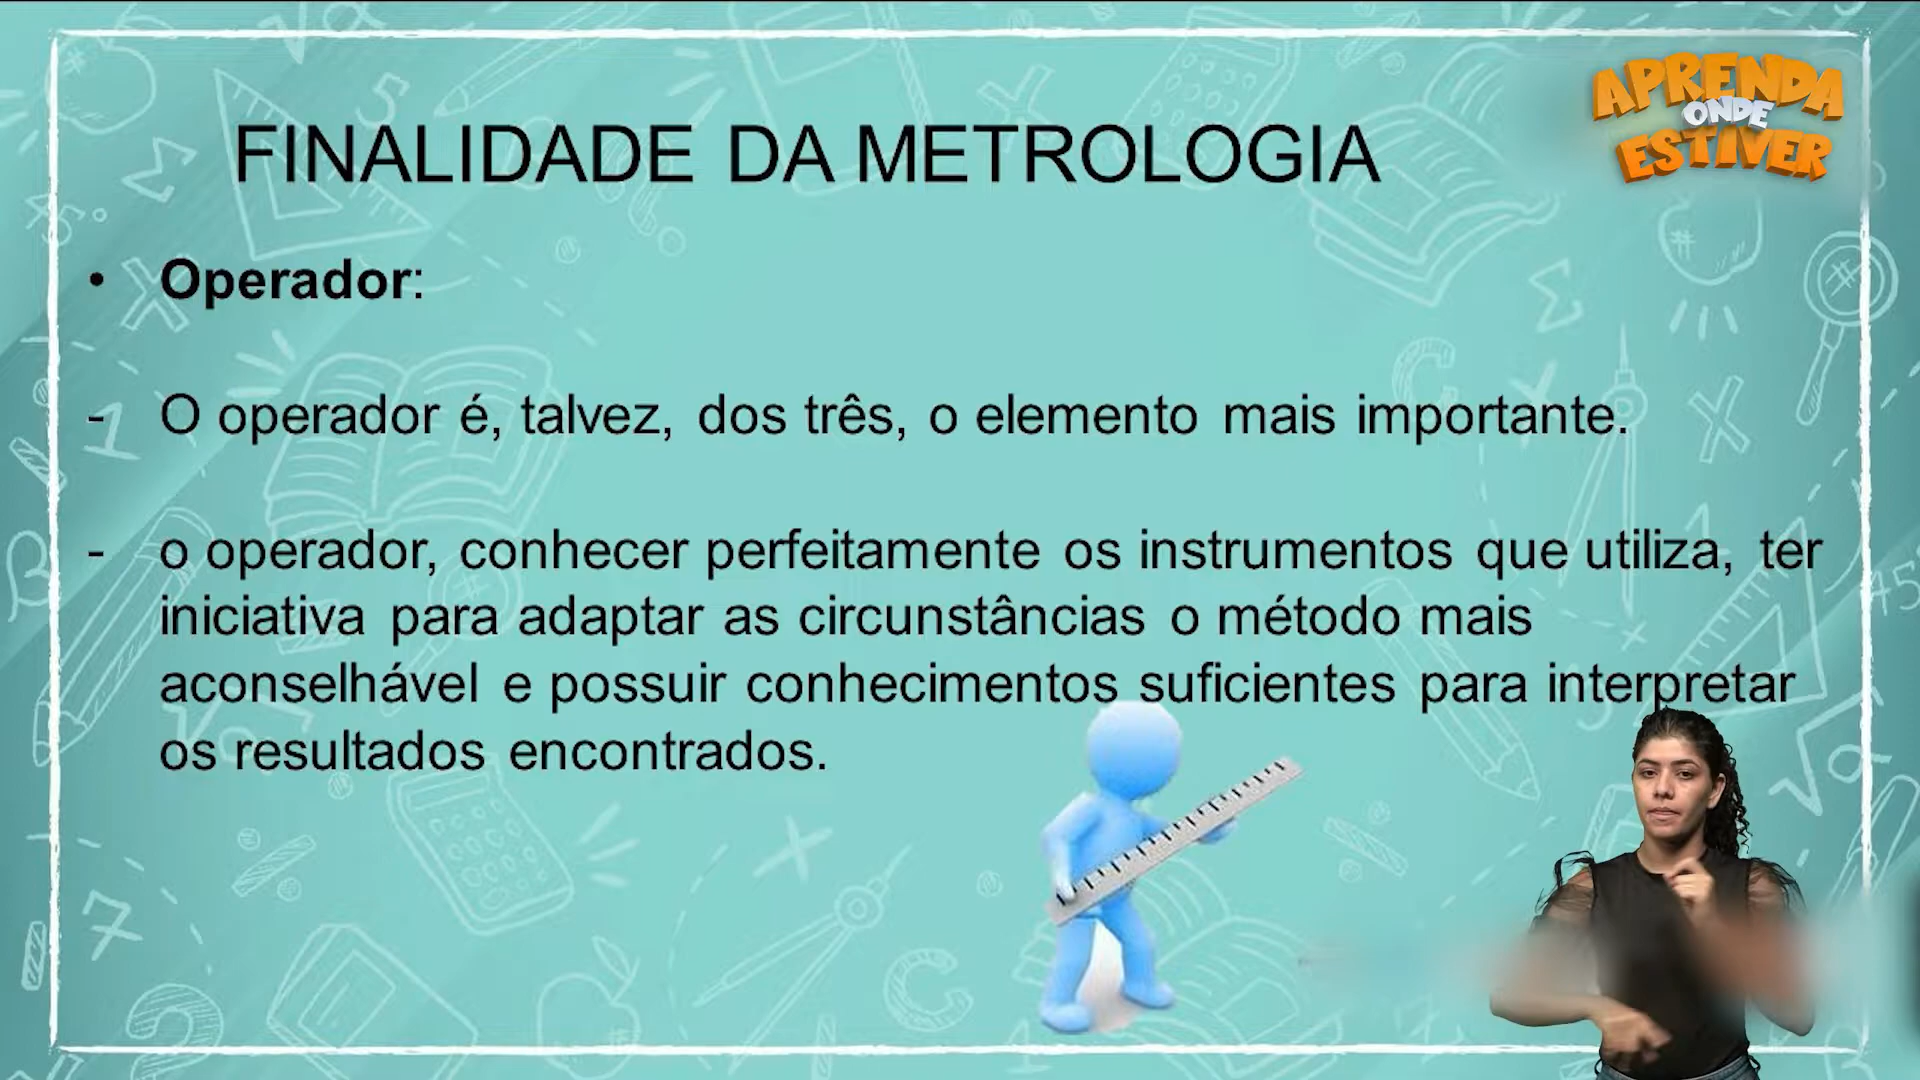 FINALIDADE DA METROLOGIA
APRENDA
ONDE
ESTIVER
• Operador:
- O operador é, talvez, dos três, o elemento mais importante.
- o operador, conhecer perfeitamente os instrumentos que utiliza, ter
iniciativa para adaptar as circunstâncias o método mais
aconselhável e possuir conhecimentos suficientes para interpretar
os resultados encontrados.